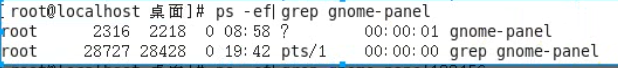 [root@localhost 桌面]# ps -ef|grep gnome-panel
root 2316 2218 0 08:58 ? 00:00:01 gnome-panel
root 28727 28428 0 19:42 pts/1 00:00:00 grep gnome-panel